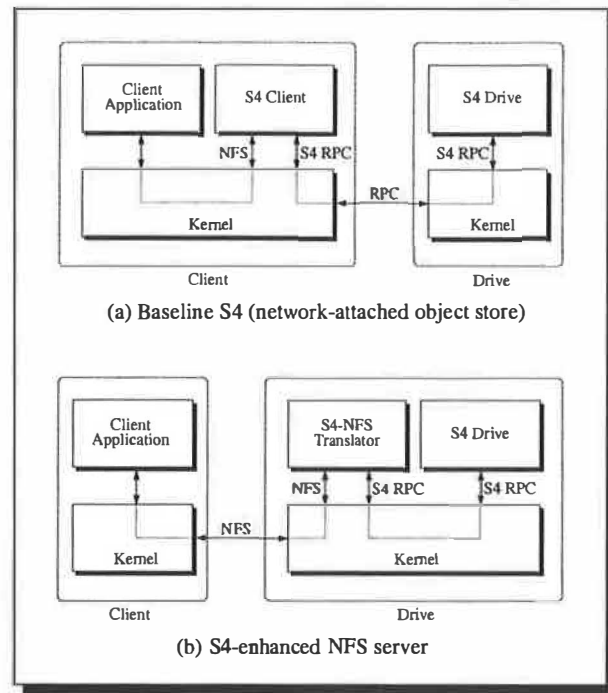 Client
Application
S4 Client
S4 Drive
NFS
S4 RPC
S4 RPC
RPC
Kernel
Kernel
Client
Drive
(a) Baseline S4 (network-attached object store)
Client
Application
S4-NFS
Translator
S4 Drive
NFS
S4 RPC
S4 RPC
NFS
Kernel
Kernel
Client
Drive
(b) S4-enhanced NFS server